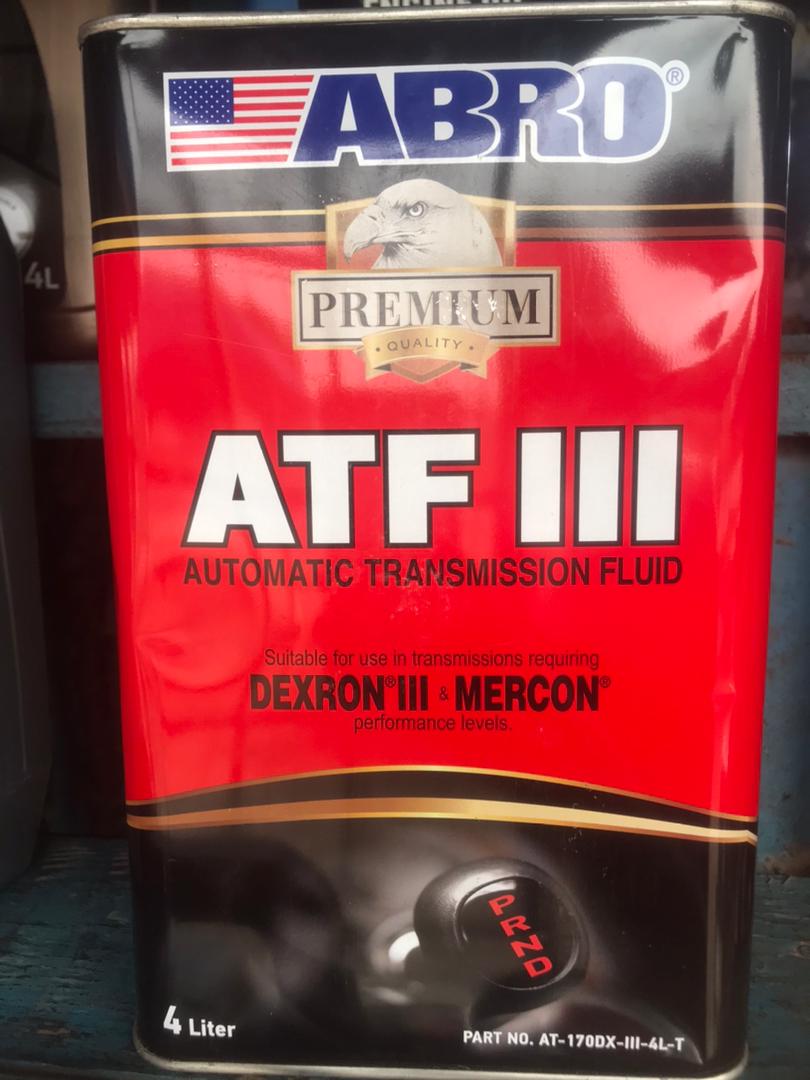 ABRO®
PREMIUM
• QUALITY •
ATF III
AUTOMATIC TRANSMISSION FLUID
Suitable for use in transmissions requiring
DEXRON® III & MERCON®
performance levels.
PRND
4 Liter
PART NO. AT-170DX-III-4L-T
4L